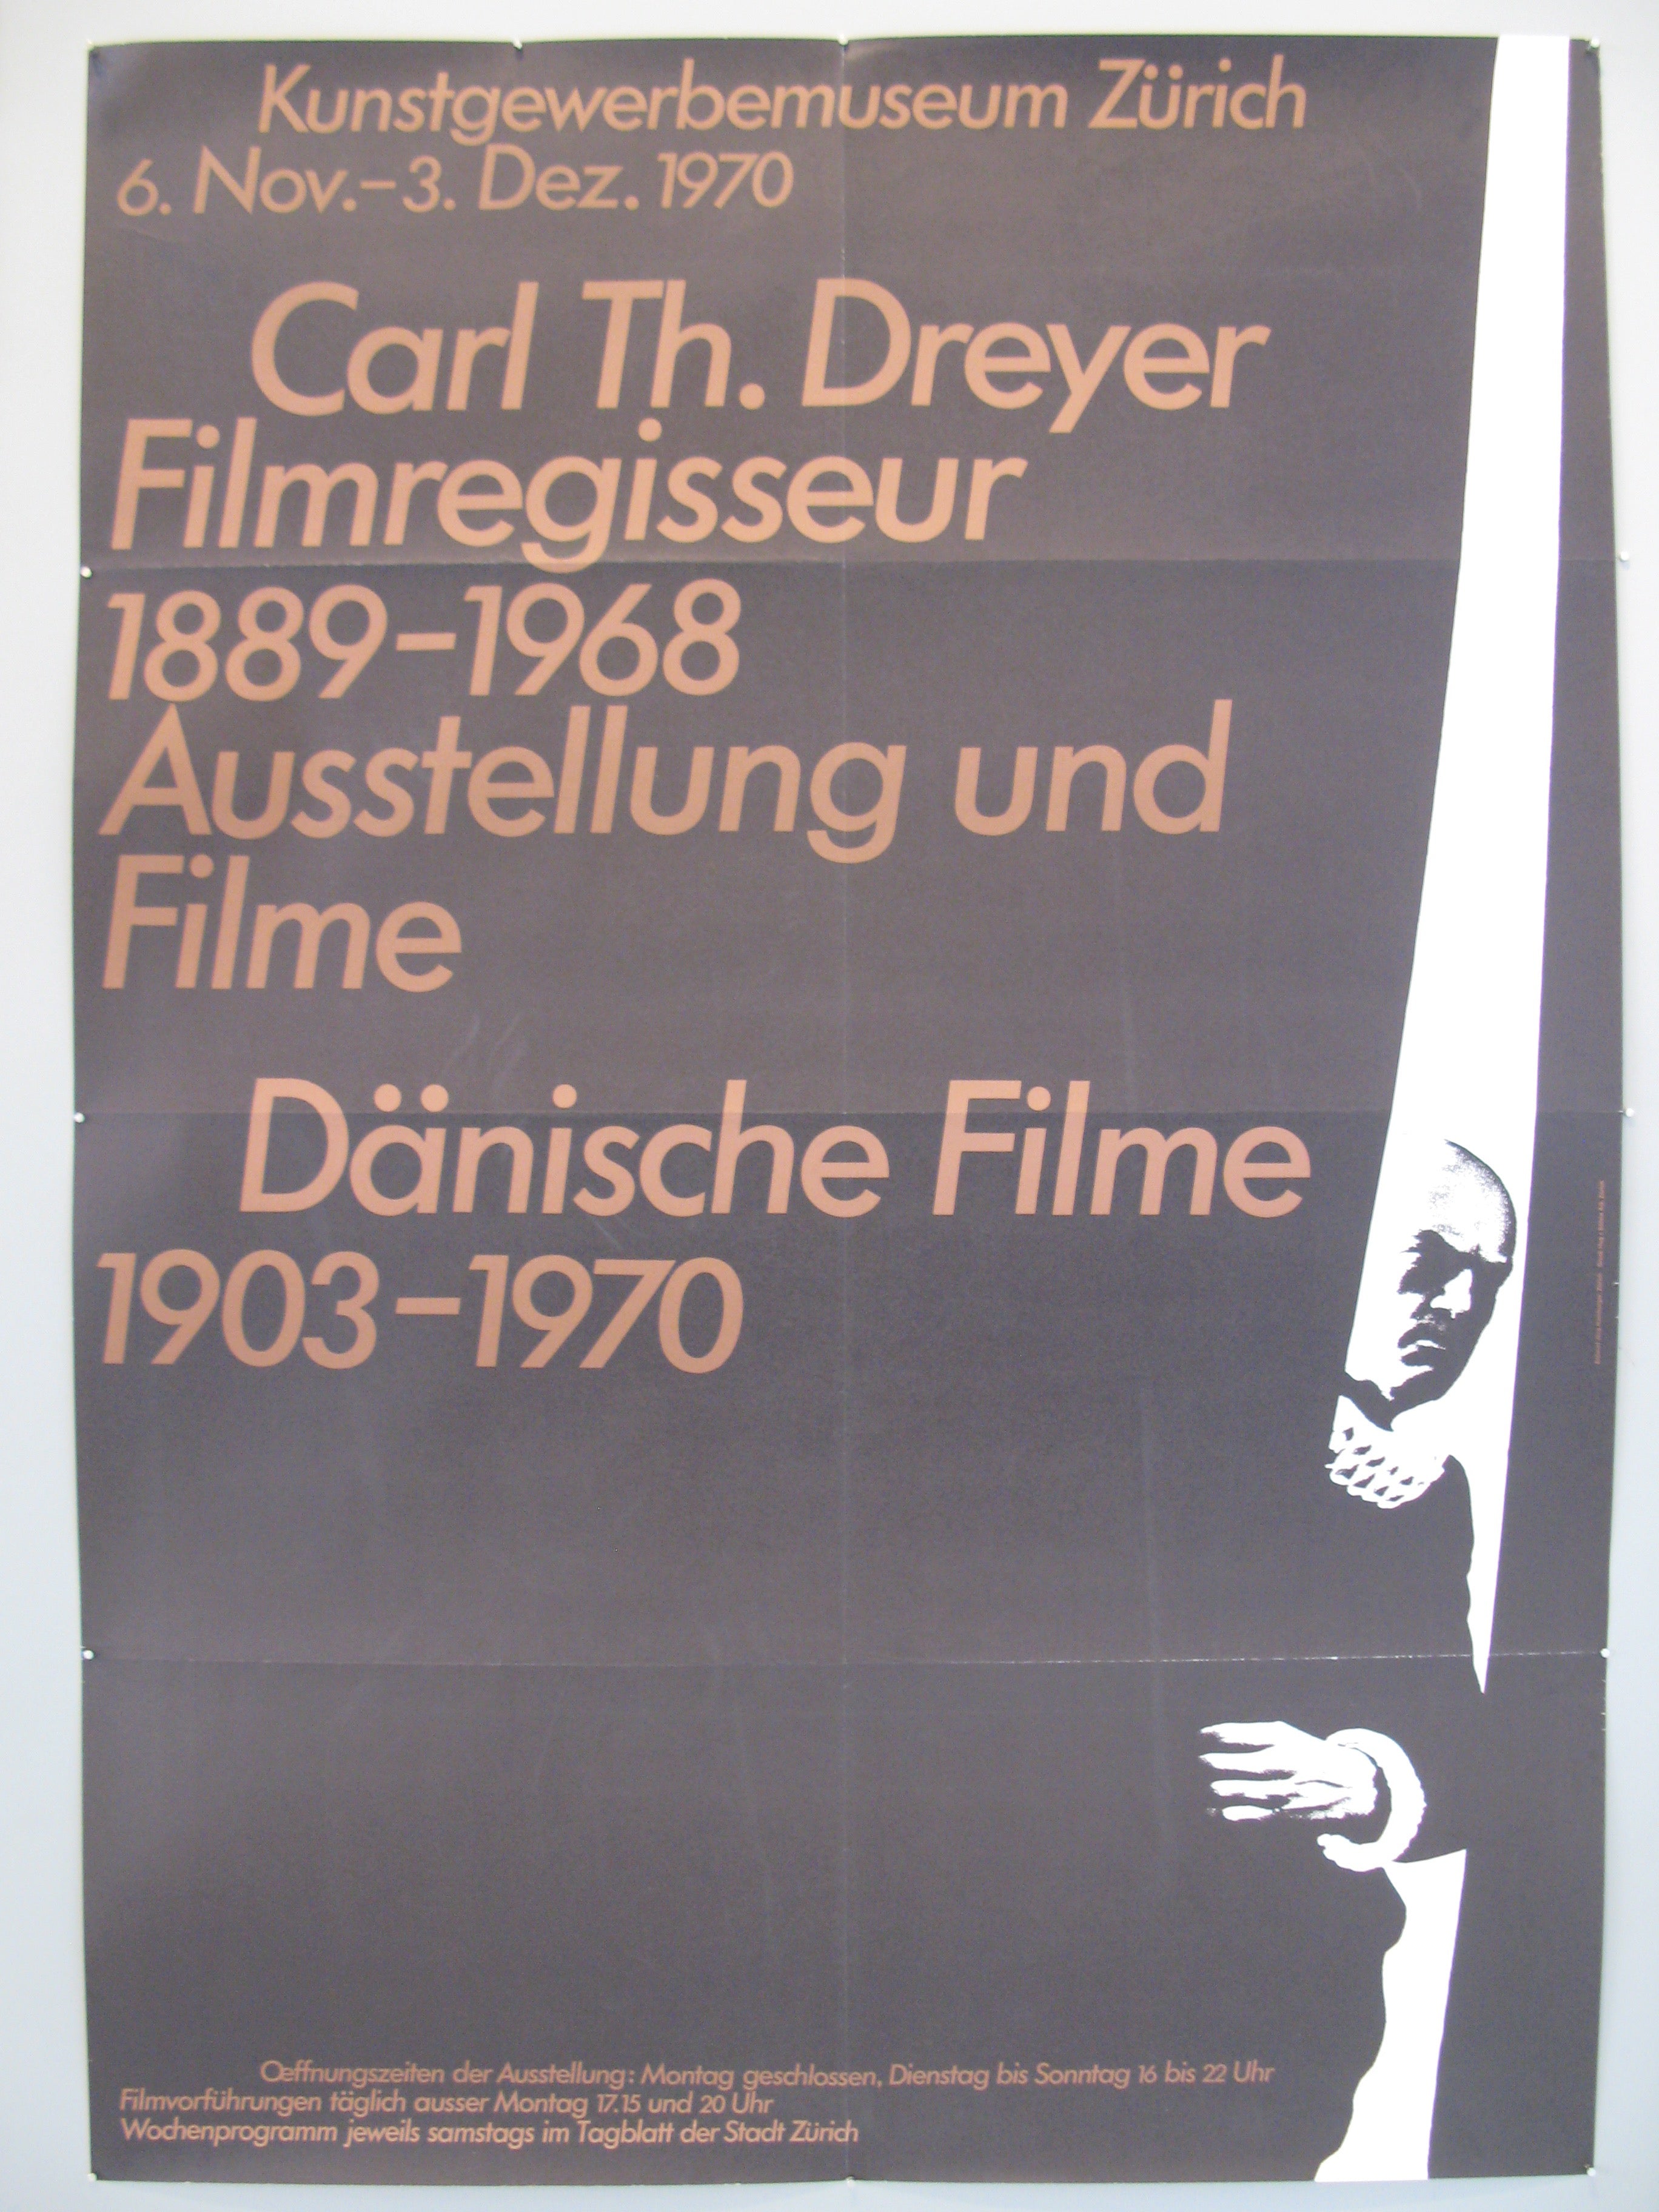 Kunstgewerbemuseum Zürich
6. Nov.–3. Dez. 1970
Carl Th. Dreyer
Filmregisseur
1889–1968
Ausstellung und
Filme
Dänische Filme
1903–1970
Oeffnungszeiten der Ausstellung: Montag geschlossen, Dienstag bis Sonntag 16 bis 22 Uhr
Filmvorführungen täglich ausser Montag 17.15 und 20 Uhr
Wochenprogramm jeweils samstags im Tagblatt der Stadt Zürich